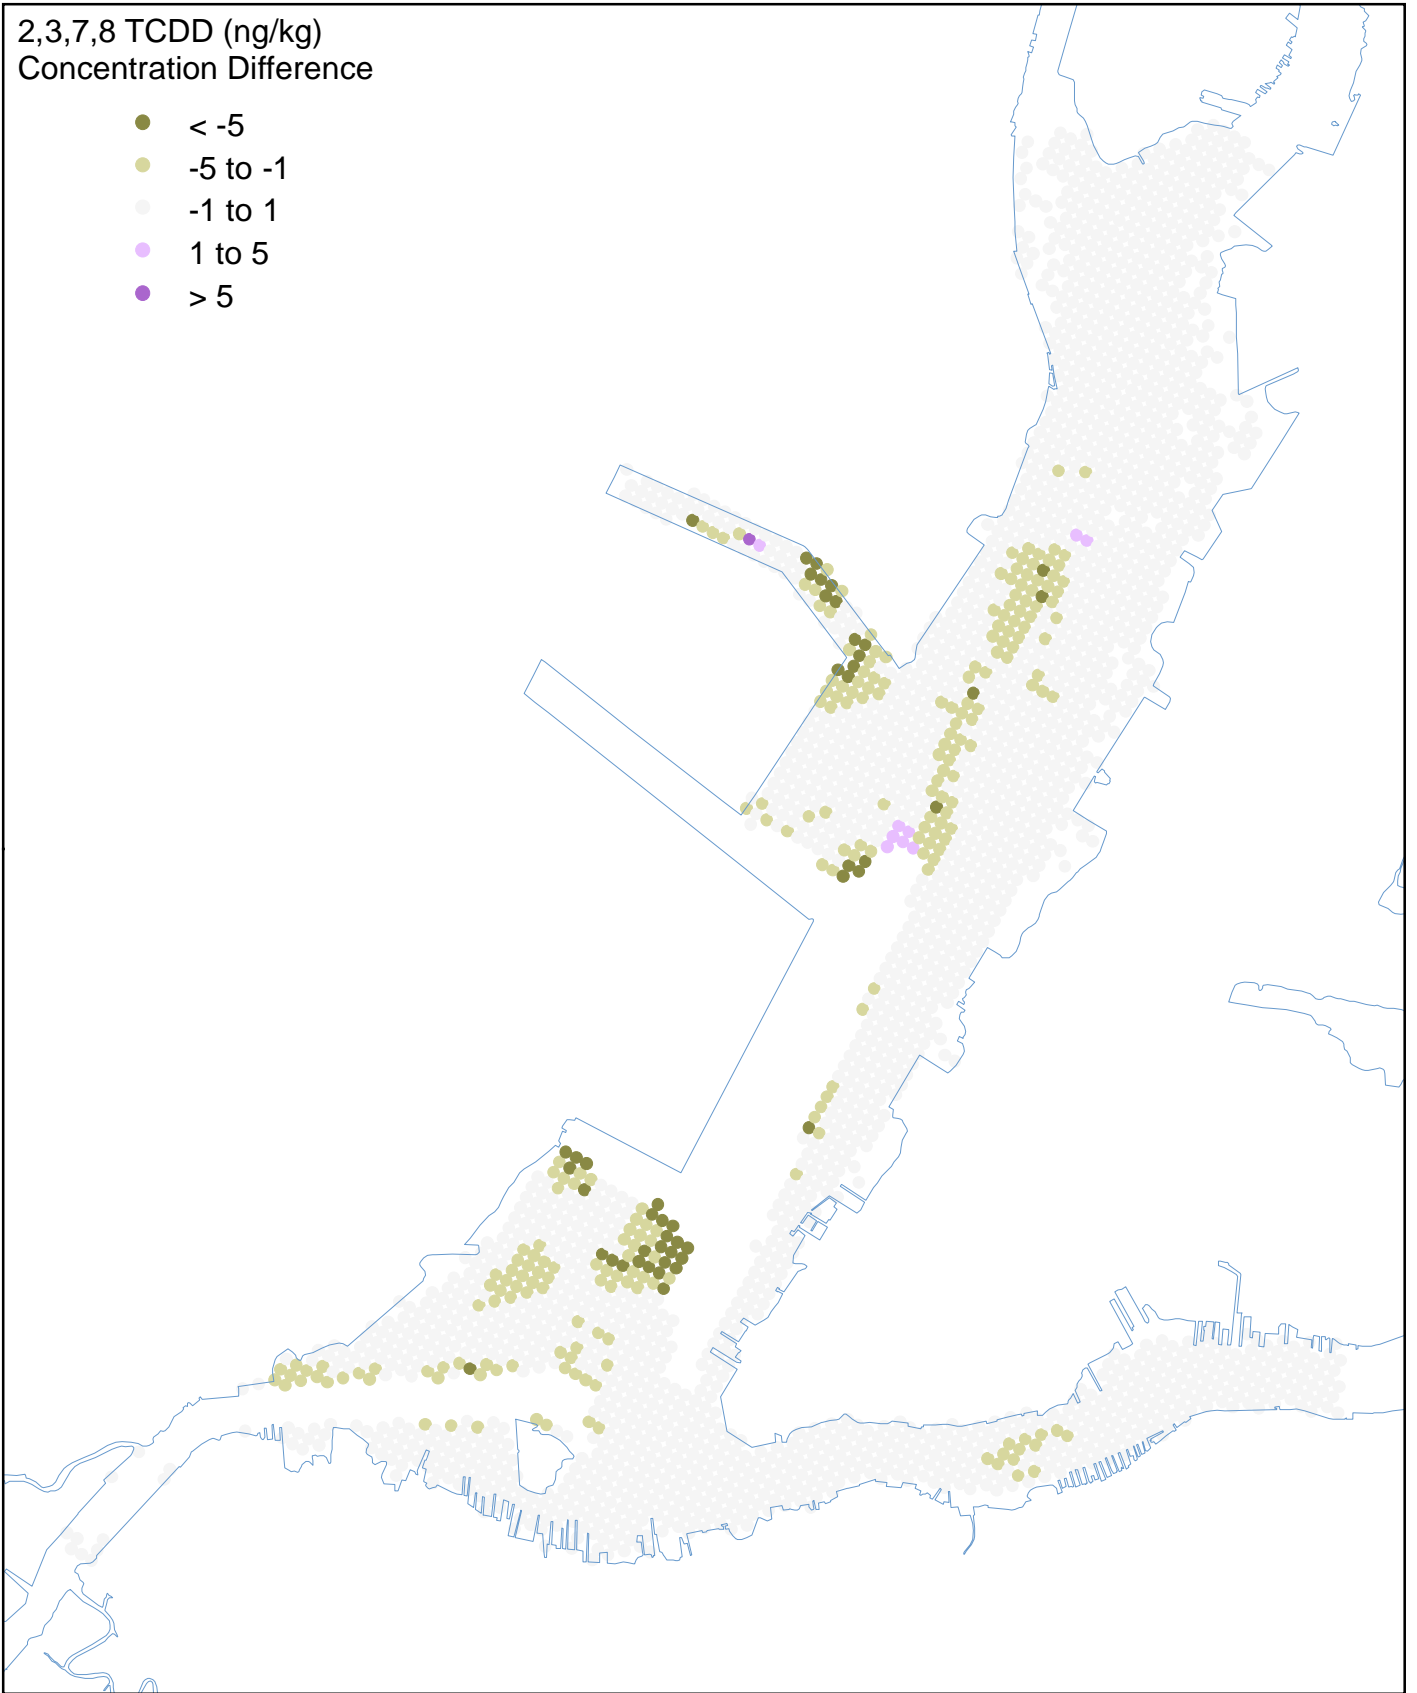 2,3,7,8 TCDD (ng/kg)
Concentration Difference
< -5
-5 to -1
-1 to 1
1 to 5
> 5